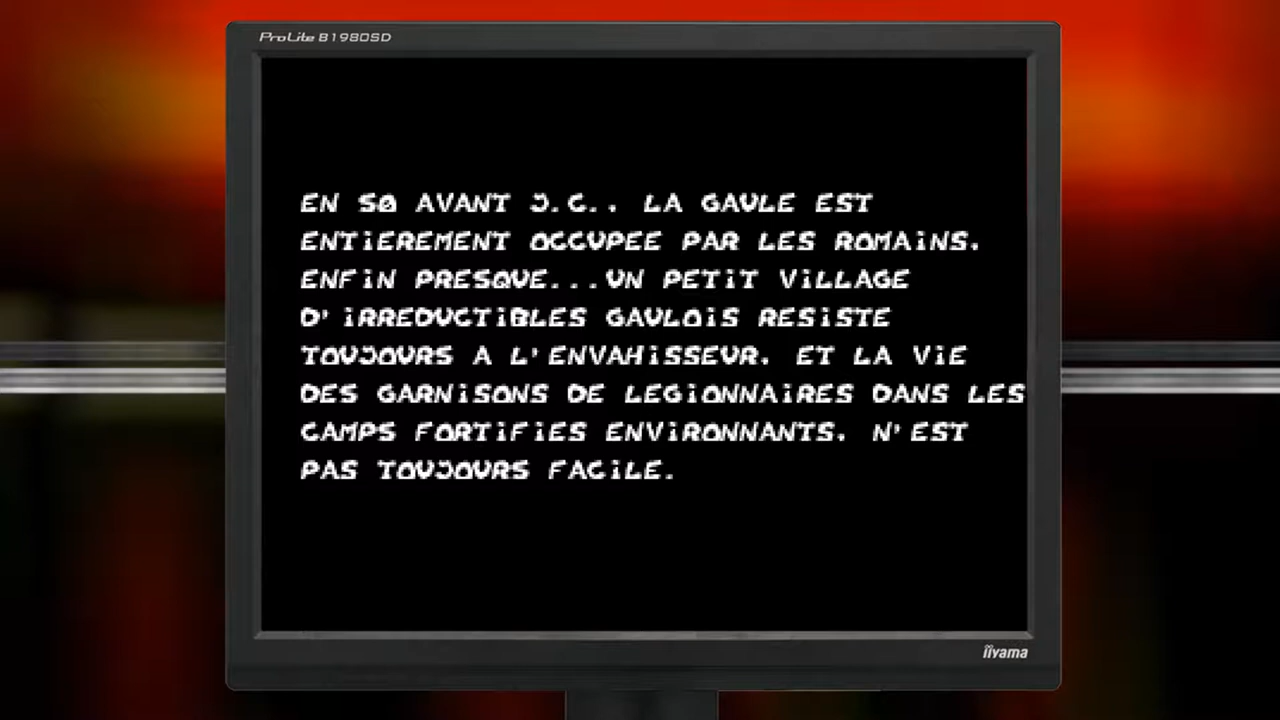 ProLite B1980SD
EN 50 AVANT J.C.. LA GAULE EST
ENTiEREMENT OCCUPEE PAR LES ROMAiNS.
ENFiN PRESQUE...UN PETiT ViLLAGE
D'iRREDUCTiBLES GAULOiS RESiSTE
TOUJOURS A L'ENVAHiSSEUR. ET LA ViE
DES GARNiSONS DE LEGiONNAiRES DANS LES
CAMPS FORTiFiES ENViRONNANTS. N'EST
PAS TOUJOURS FACiLE.
iiyama